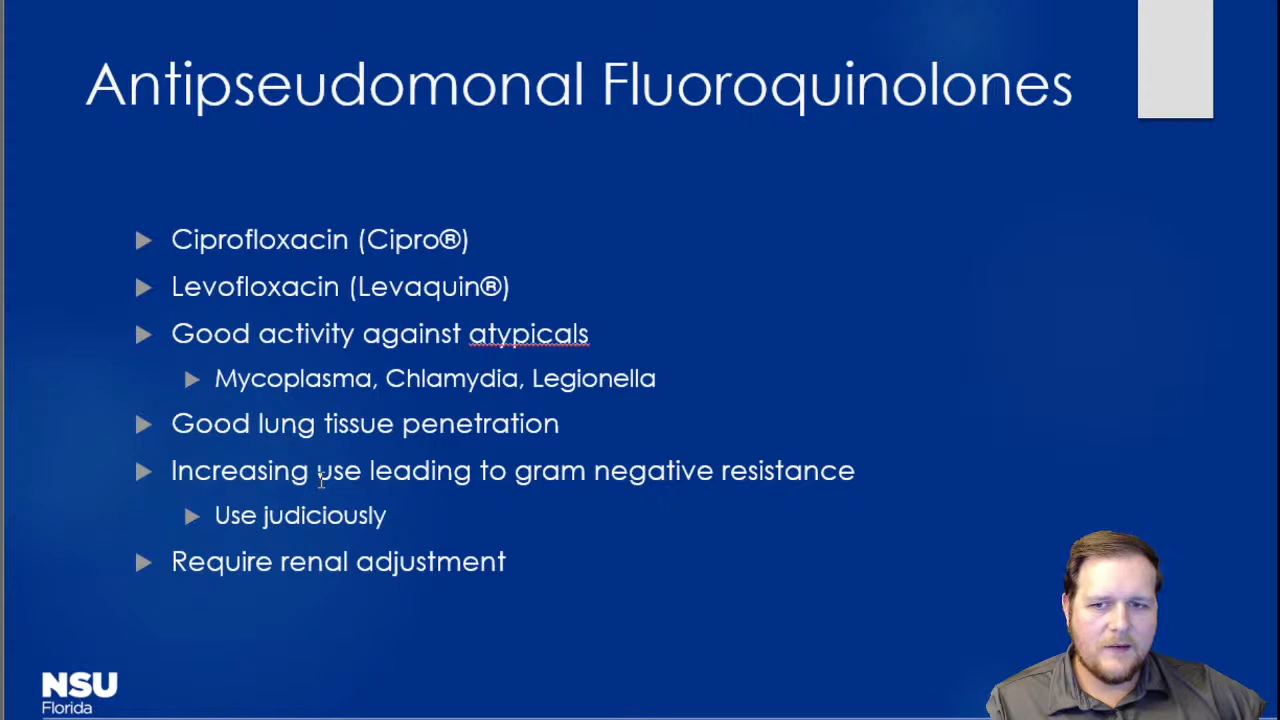 Antipseudomonal Fluoroquinolones
Ciprofloxacin (Cipro®)
Levofloxacin (Levaquin®)
Good activity against atypicals
Mycoplasma, Chlamydia, Legionella
Good lung tissue penetration
Increasing use leading to gram negative resistance
Use judiciously
Require renal adjustment
NSU
Florida